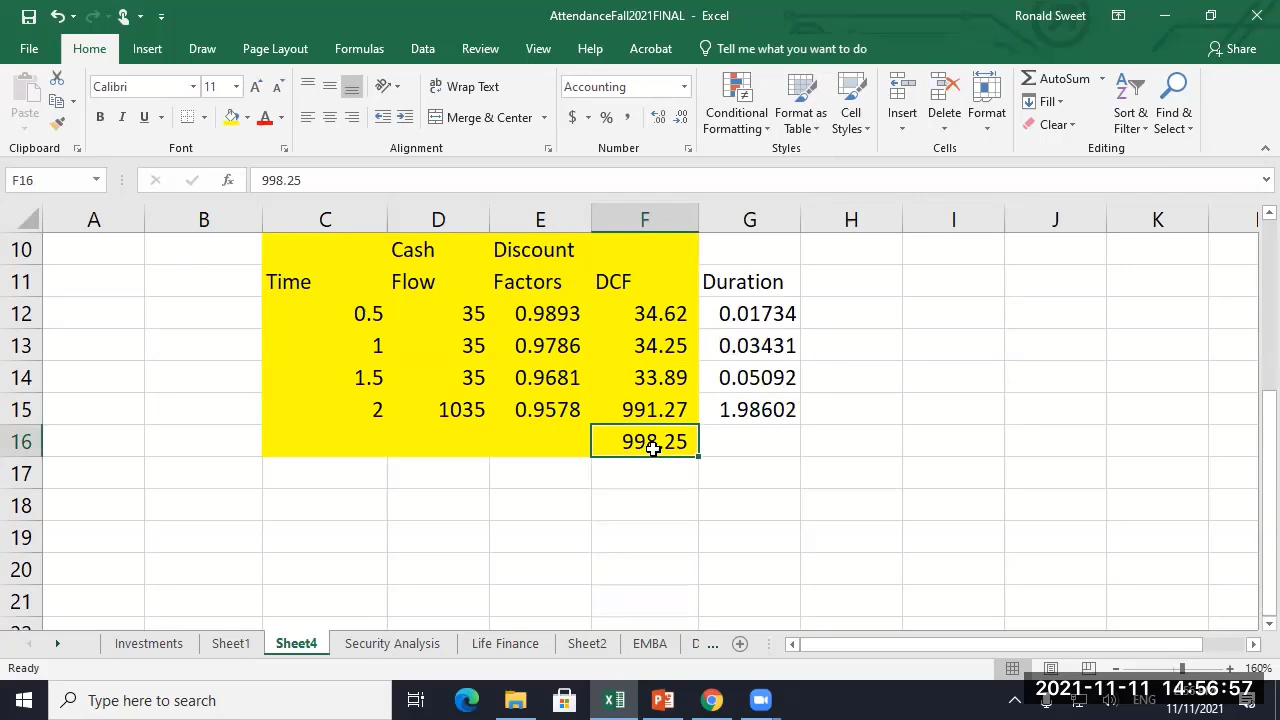 AttendanceFall2021FINAL - Excel
Ronald Sweet
File Home Insert Draw Page Layout Formulas Data Review View Help Acrobat Tell me what you want to do Share
Calibri 11 Wrap Text Accounting AutoSum
Paste Fill
B I U Merge & Center $ % , Clear
Conditional Formatting Format as Table Cell Styles Insert Delete Format Sort & Filter Find & Select
Clipboard Font Alignment Number Styles Cells Editing
F16 fx 998.25
A B C D E F G H I J K
10 Cash Discount
11 Time Flow Factors DCF Duration
12 0.5 35 0.9893 34.62 0.01734
13 1 35 0.9786 34.25 0.03431
14 1.5 35 0.9681 33.89 0.05092
15 2 1035 0.9578 991.27 1.98602
16 998.25
17
18
19
20
21
Investments Sheet1 Sheet4 Security Analysis Life Finance Sheet2 EMBA D ...
Ready 160%
Type here to search ENG
2021-11-11 14:56:57
11/11/2021